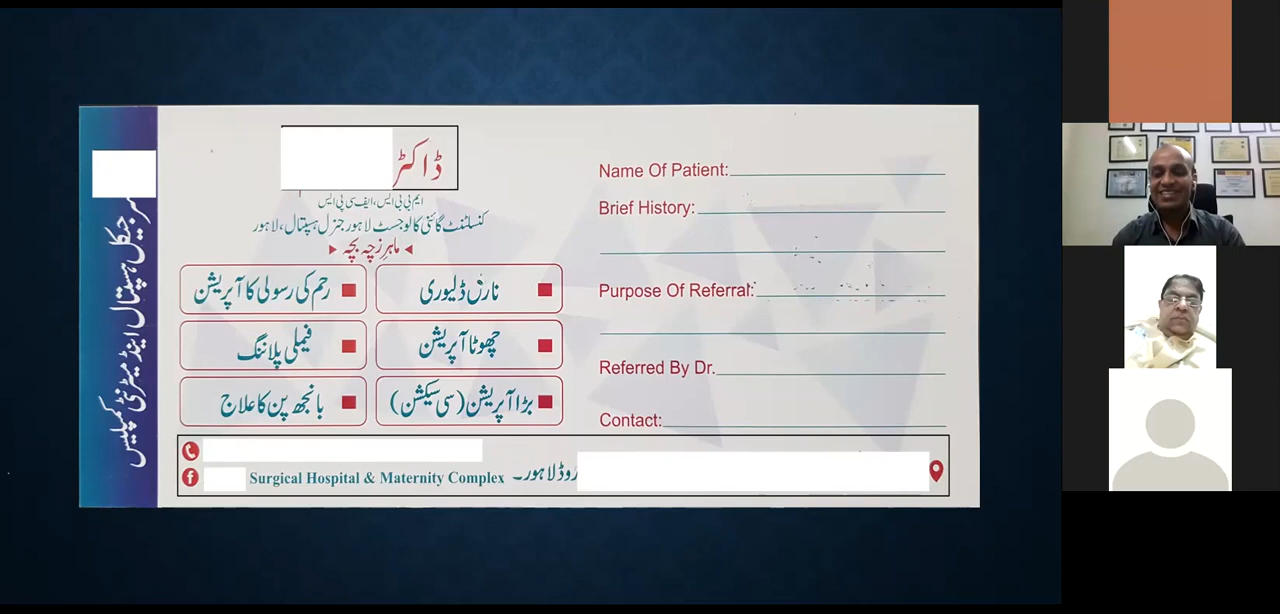 سرجیکل ہسپتال اینڈ میٹرنٹی کمپلیکس
ڈاکٹر
ایم بی بی ایس، ایف سی پی ایس
کنسلٹنٹ گائنی کالوجسٹ لاہور جنرل ہسپتال، لاہور
ماہر زچہ بچہ
نارمل ڈلیوری
رحم کی رسولی کا آپریشن
چھوٹا آپریشن
فیملی پلاننگ
بڑا آپریشن (سی سیکشن)
بانجھ پن کا علاج
روڈ لاہور۔
Surgical Hospital & Maternity Complex
Name Of Patient:
Brief History:
Purpose Of Referral:
Referred By Dr.
Contact: